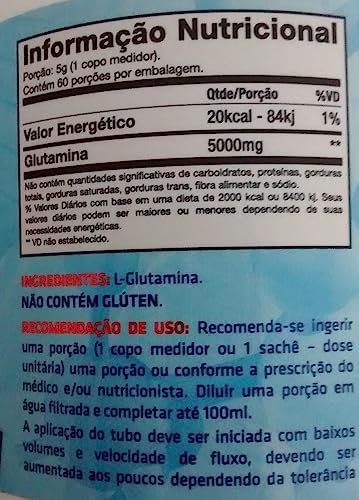 Informação Nutricional
Porção: 5g (1 copo medidor).
Contém 60 porções por embalagem.
Qtde/Porção %VD
Valor Energético 20kcal - 84kj 1%
Glutamina 5000mg **
Não contém quantidades significativas de carboidratos, proteínas, gorduras
totais, gorduras saturadas, gorduras trans, fibra alimentar e sódio.
% Valores Diários com base em uma dieta de 2000 kcal ou 8400 kj. Seus
valores diários podem ser maiores ou menores dependendo de suas
necessidades energéticas.
** VD não estabelecido.
INGREDIENTES: L-Glutamina.
NÃO CONTÉM GLÚTEN.
RECOMENDAÇÃO DE USO: Recomenda-se ingerir
uma porção (1 copo medidor ou 1 sachê - dose
unitária) uma porção ou conforme a prescrição do
médico e/ou nutricionista. Diluir uma porção em
água filtrada e completar até 100ml.
A aplicação do tubo deve ser iniciada com baixos
volumes e velocidade de fluxo, devendo ser
aumentada aos poucos dependendo da tolerância